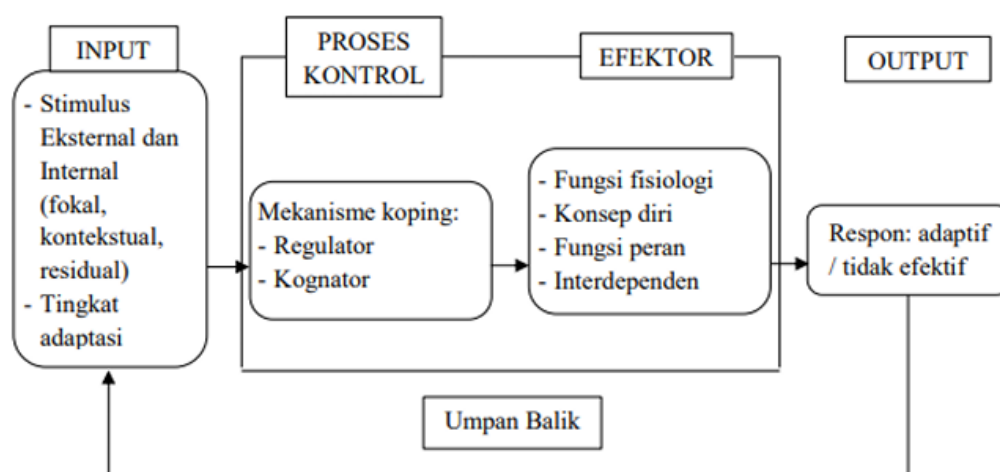 INPUT
- Stimulus
Eksternal dan
Internal
(fokal,
kontekstual,
residual)
- Tingkat
adaptasi
PROSES
KONTROL
Mekanisme koping:
- Regulator
- Kognator
EFEKTOR
- Fungsi fisiologi
- Konsep diri
- Fungsi peran
- Interdependen
OUTPUT
Respon: adaptif
/ tidak efektif
Umpan Balik